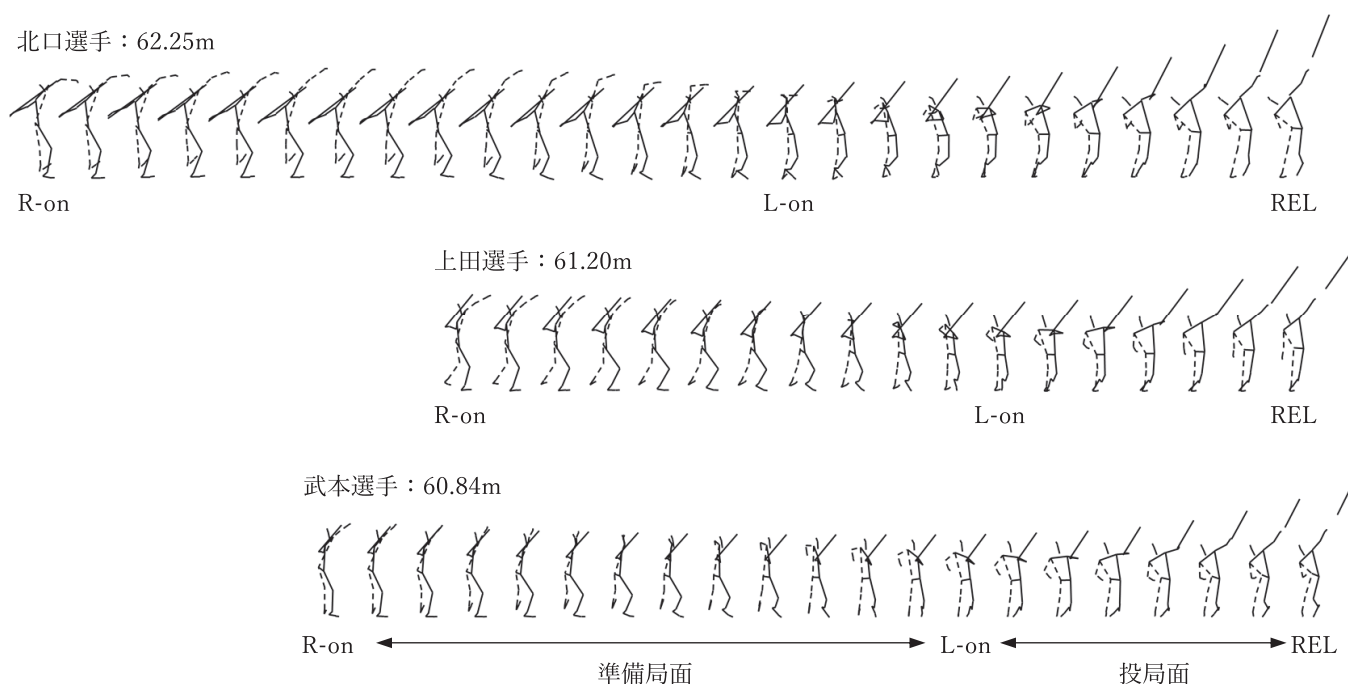 北口選手：62.25m
R-on L-on REL
上田選手：61.20m
R-on L-on REL
武本選手：60.84m
R-on L-on REL
準備局面 投局面